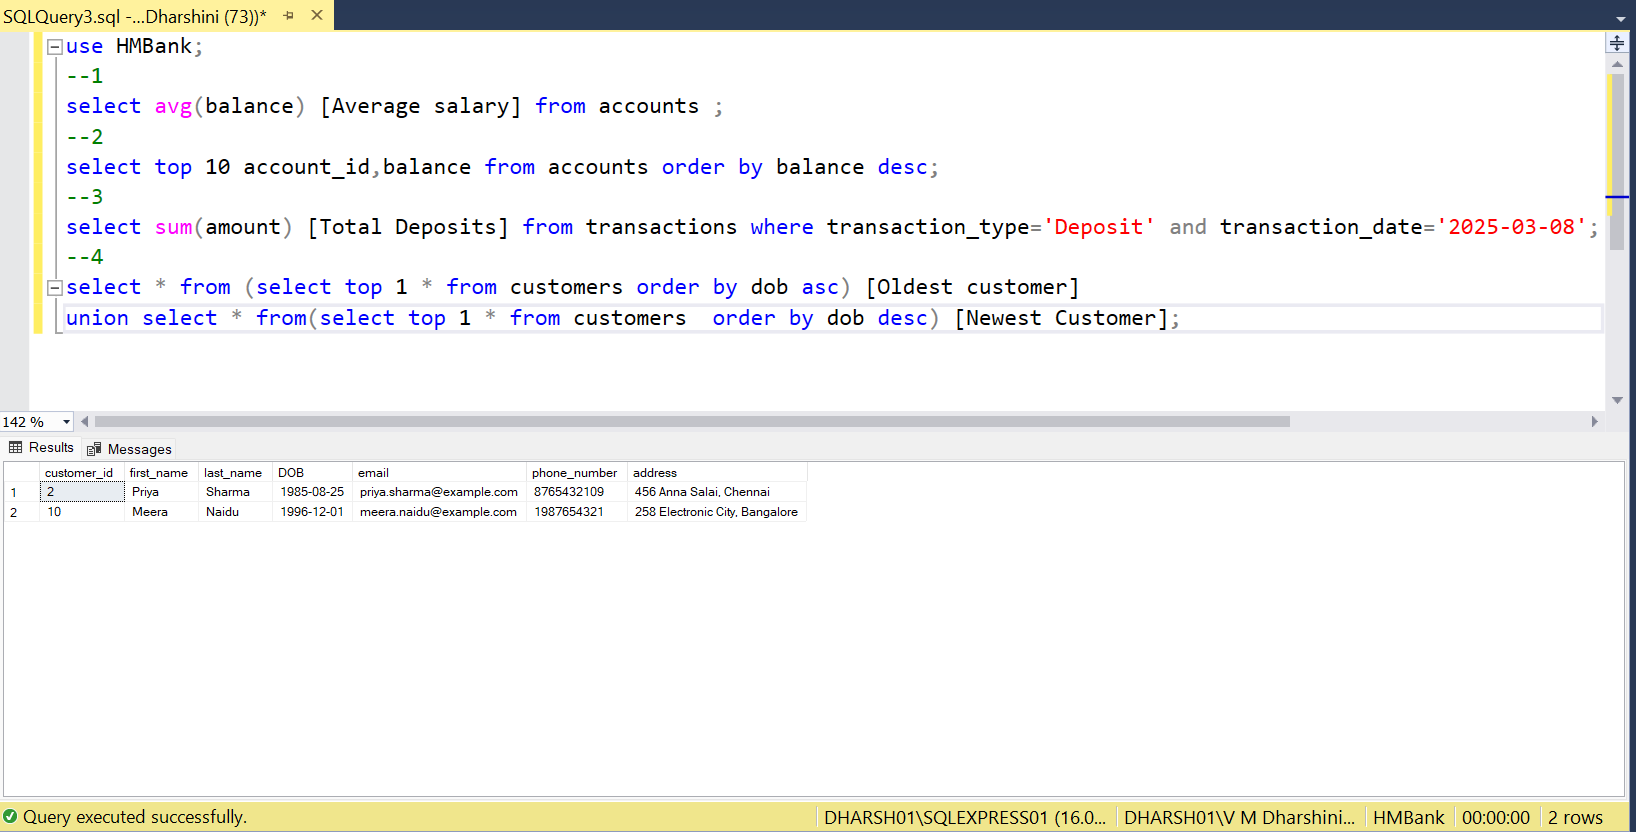 SQLQuery3.sql -...Dharshini (73))*
use HMBank;
--1
select avg(balance) [Average salary] from accounts ;
--2
select top 10 account_id,balance from accounts order by balance desc;
--3
select sum(amount) [Total Deposits] from transactions where transaction_type='Deposit' and transaction_date='2025-03-08';
--4
select * from (select top 1 * from customers order by dob asc) [Oldest customer]
union select * from(select top 1 * from customers  order by dob desc) [Newest Customer];
142 %
Results Messages
customer_id first_name last_name DOB email phone_number address
1 2 Priya Sharma 1985-08-25 priya.sharma@example.com 8765432109 456 Anna Salai, Chennai
2 10 Meera Naidu 1996-12-01 meera.naidu@example.com 1987654321 258 Electronic City, Bangalore
Query executed successfully. DHARSH01\SQLEXPRESS01 (16.0... DHARSH01\V M Dharshini... HMBank 00:00:00 2 rows